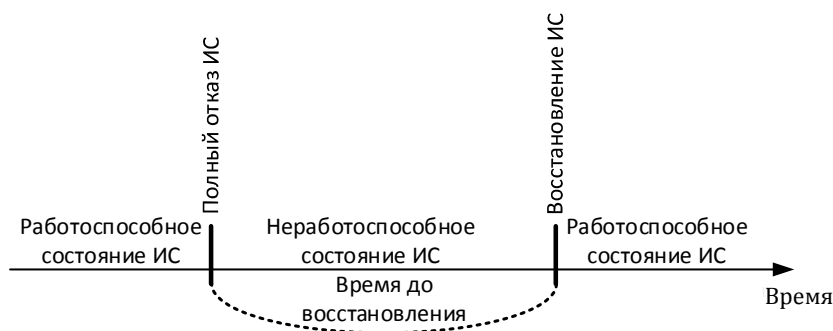 Полный отказ ИС
Восстановление ИС
Работоспособное
состояние ИС
Неработоспособное
состояние ИС
Работоспособное
состояние ИС
Время до
восстановления
Время